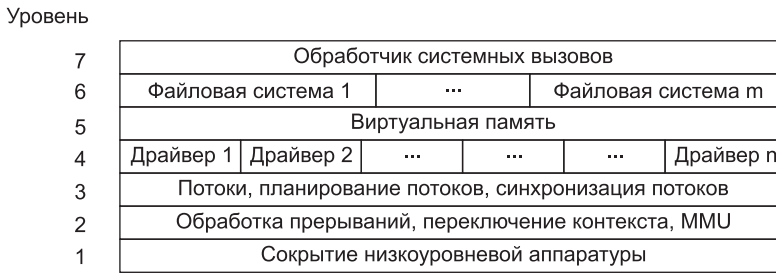 Уровень
7 Обработчик системных вызовов
6 Файловая система 1 ... Файловая система m
5 Виртуальная память
4 Драйвер 1 Драйвер 2 ... ... ... Драйвер n
3 Потоки, планирование потоков, синхронизация потоков
2 Обработка прерываний, переключение контекста, MMU
1 Сокрытие низкоуровневой аппаратуры